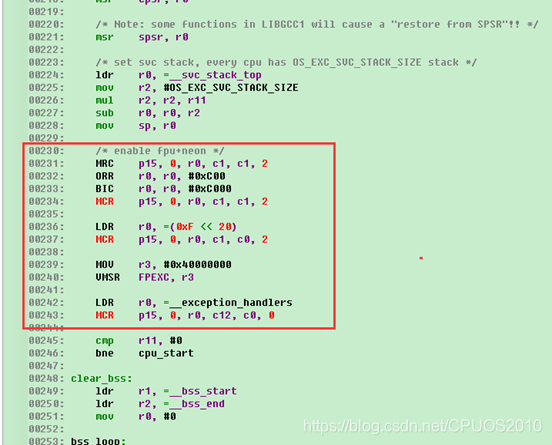 00219:
00220: /* Note: some functions in LIBGCC1 will cause a "restore from SPSR"!! */
00221: msr spsr, r0
00222:
00223: /* set svc stack, every cpu has OS_EXC_SVC_STACK_SIZE stack */
00224: ldr r0, =__svc_stack_top
00225: mov r2, #OS_EXC_SVC_STACK_SIZE
00226: mul r2, r2, r11
00227: sub r0, r0, r2
00228: mov sp, r0
00229:
00230: /* enable fpu+neon */
00231: MRC p15, 0, r0, c1, c1, 2
00232: ORR r0, r0, #0xC00
00233: BIC r0, r0, #0xC000
00234: MCR p15, 0, r0, c1, c1, 2
00235:
00236: LDR r0, =(0xF << 20)
00237: MCR p15, 0, r0, c1, c0, 2
00238:
00239: MOV r3, #0x40000000
00240: VMSR FPEXC, r3
00241:
00242: LDR r0, =__exception_handlers
00243: MCR p15, 0, r0, c12, c0, 0
00244:
00245: cmp r11, #0
00246: bne cpu_start
00247:
00248: clear_bss:
00249: ldr r1, =__bss_start
00250: ldr r2, =__bss_end
00251: mov r0, #0
00252:
00253: bss_loop:
https://blog.csdn.net/CPUOS2010